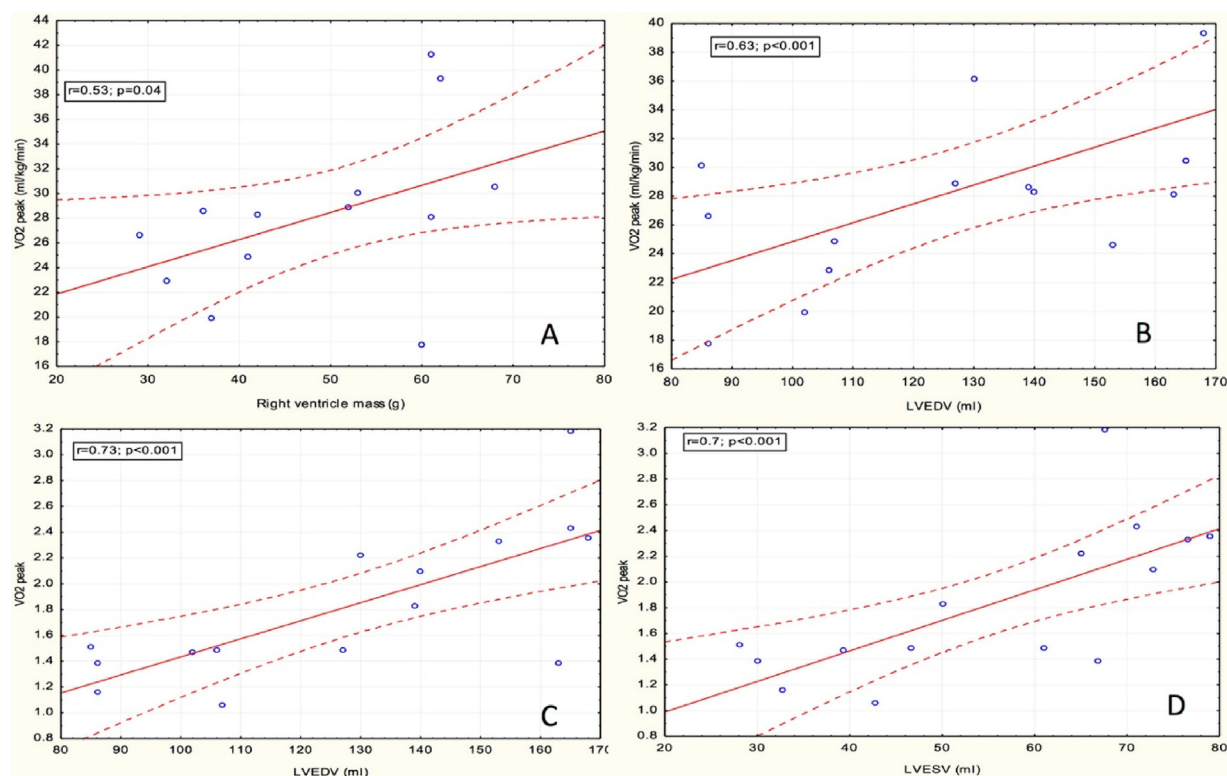 r=0.53; p=0.04
VO2 peak (ml/kg/min)
44
42
40
38
36
34
32
30
28
26
24
22
20
18
16
20 30 40 50 60 70 80
Right ventricle mass (g)
A
r=0.63; p<0.001
VO2 peak (ml/kg/min)
40
36
32
28
24
20
16
80 90 100 110 120 130 140 150 160 170
LVEDV (ml)
B
r=0.73; p<0.001
VO2 peak
3.2
3.0
2.8
2.6
2.4
2.2
2.0
1.8
1.6
1.4
1.2
1.0
0.8
80 90 100 110 120 130 140 150 160 170
LVEDV (ml)
C
r=0.7; p<0.001
VO2 peak
3.2
3.0
2.8
2.6
2.4
2.2
2.0
1.8
1.6
1.4
1.2
1.0
0.8
20 30 40 50 60 70 80
LVESV (ml)
D